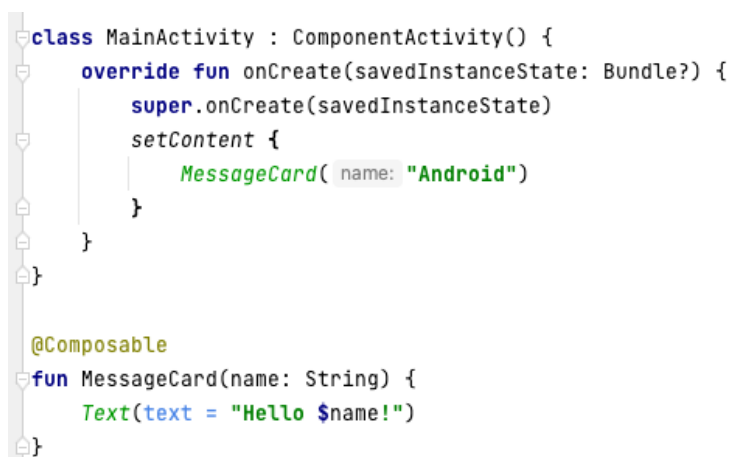 class MainActivity : ComponentActivity() {
    override fun onCreate(savedInstanceState: Bundle?) {
        super.onCreate(savedInstanceState)
        setContent {
            MessageCard( name: "Android")
        }
    }
}

@Composable
fun MessageCard(name: String) {
    Text(text = "Hello $name!")
}